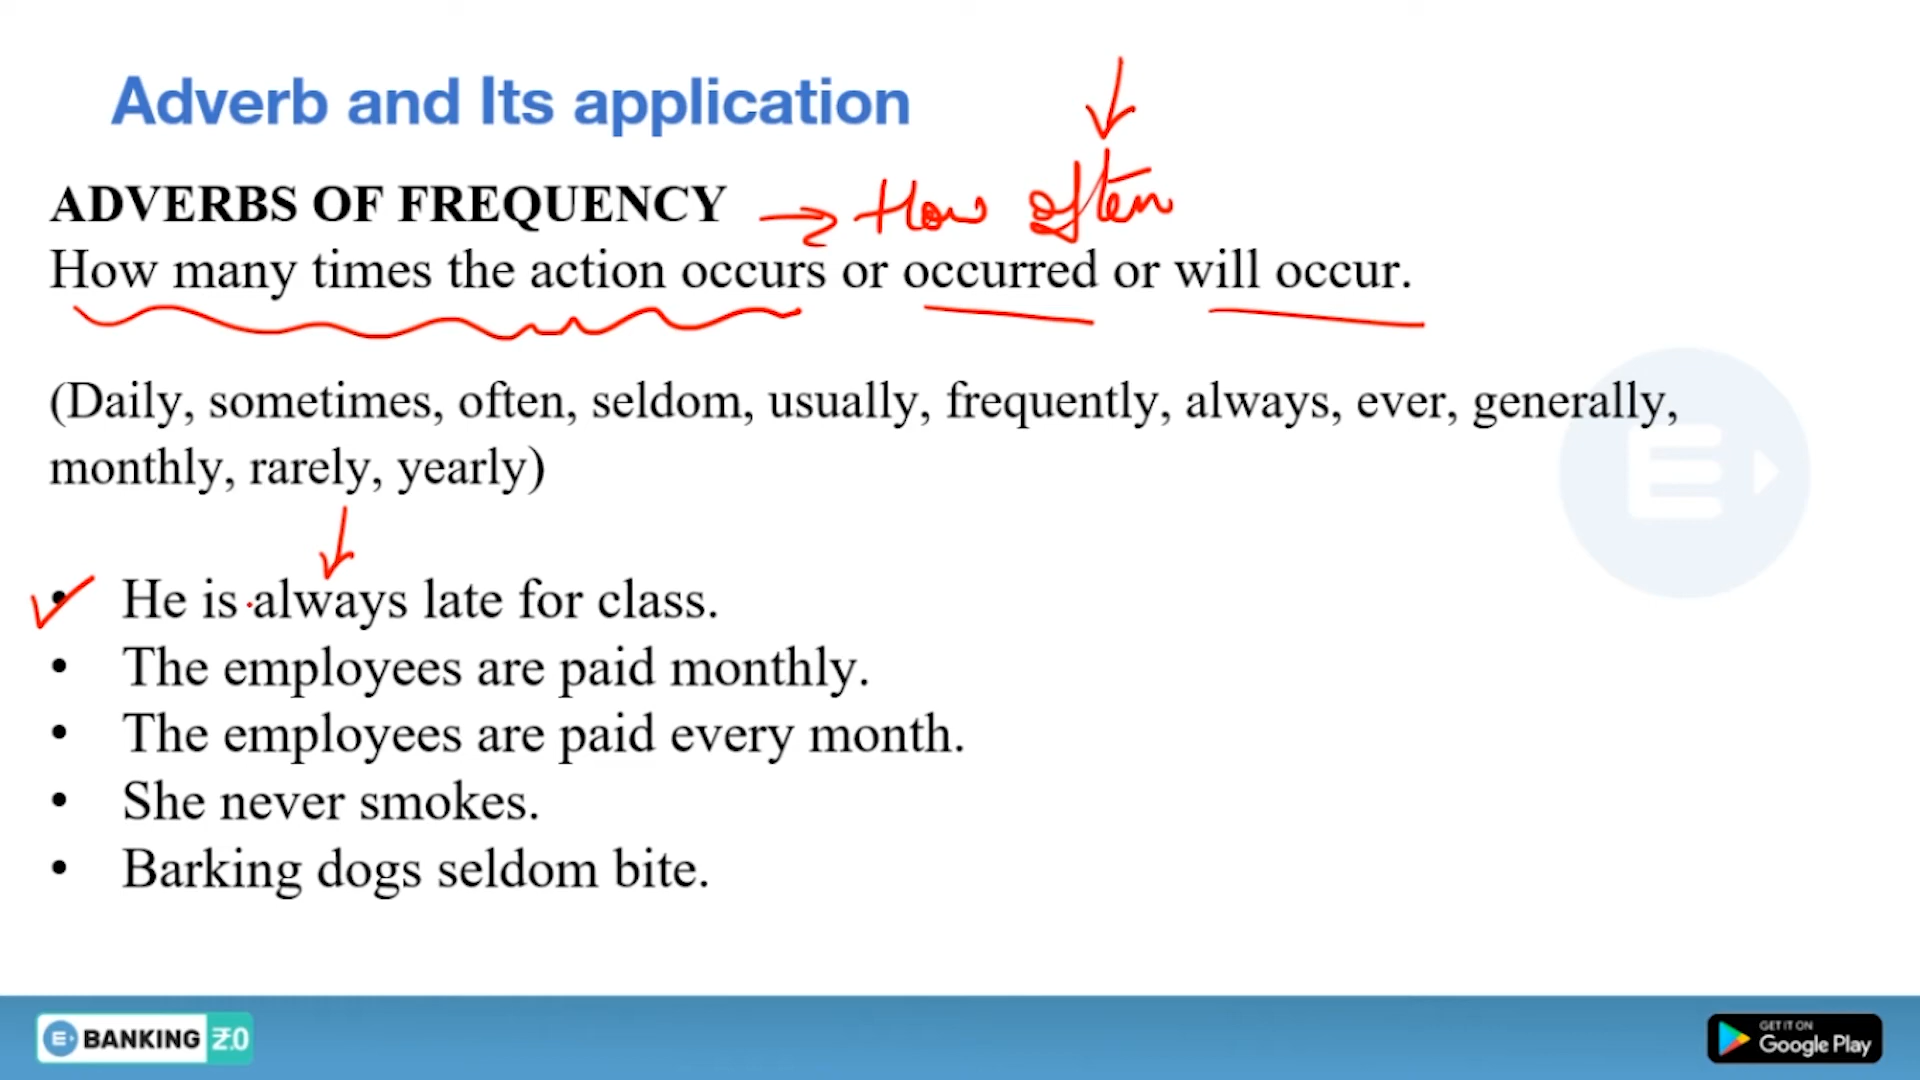 Adverb and Its application
ADVERBS OF FREQUENCY → How often
How many times the action occurs or occurred or will occur.
(Daily, sometimes, often, seldom, usually, frequently, always, ever, generally,
monthly, rarely, yearly)
• He is always late for class.
• The employees are paid monthly.
• The employees are paid every month.
• She never smokes.
• Barking dogs seldom bite.
E BANKING ₹.0
GET IT ON
Google Play